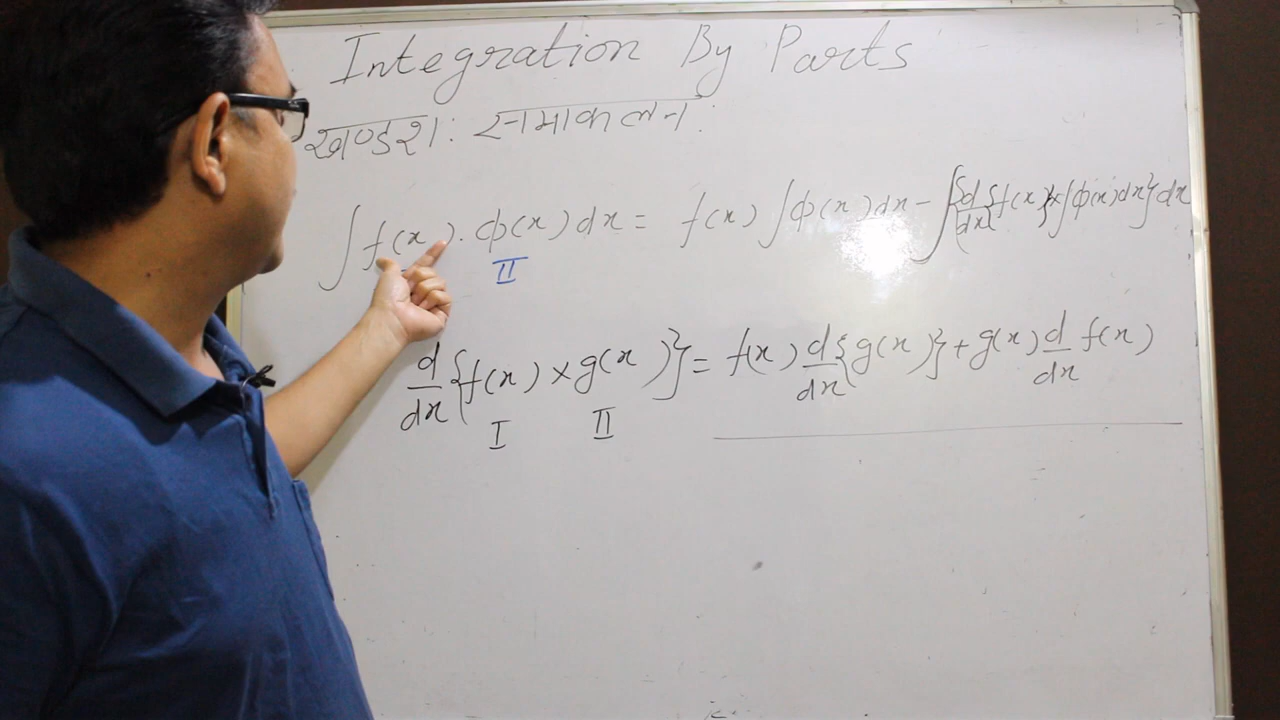 Integration By Parts
खण्डशः समाकलन :
∫ f(x) . φ(x) dx = f(x) ∫ φ(x) dx - ∫ { d/dx { f(x) } × ∫ φ(x) dx } dx
II
d/dx { f(x) × g(x) } = f(x) d/dx { g(x) } + g(x) d/dx f(x)
I II